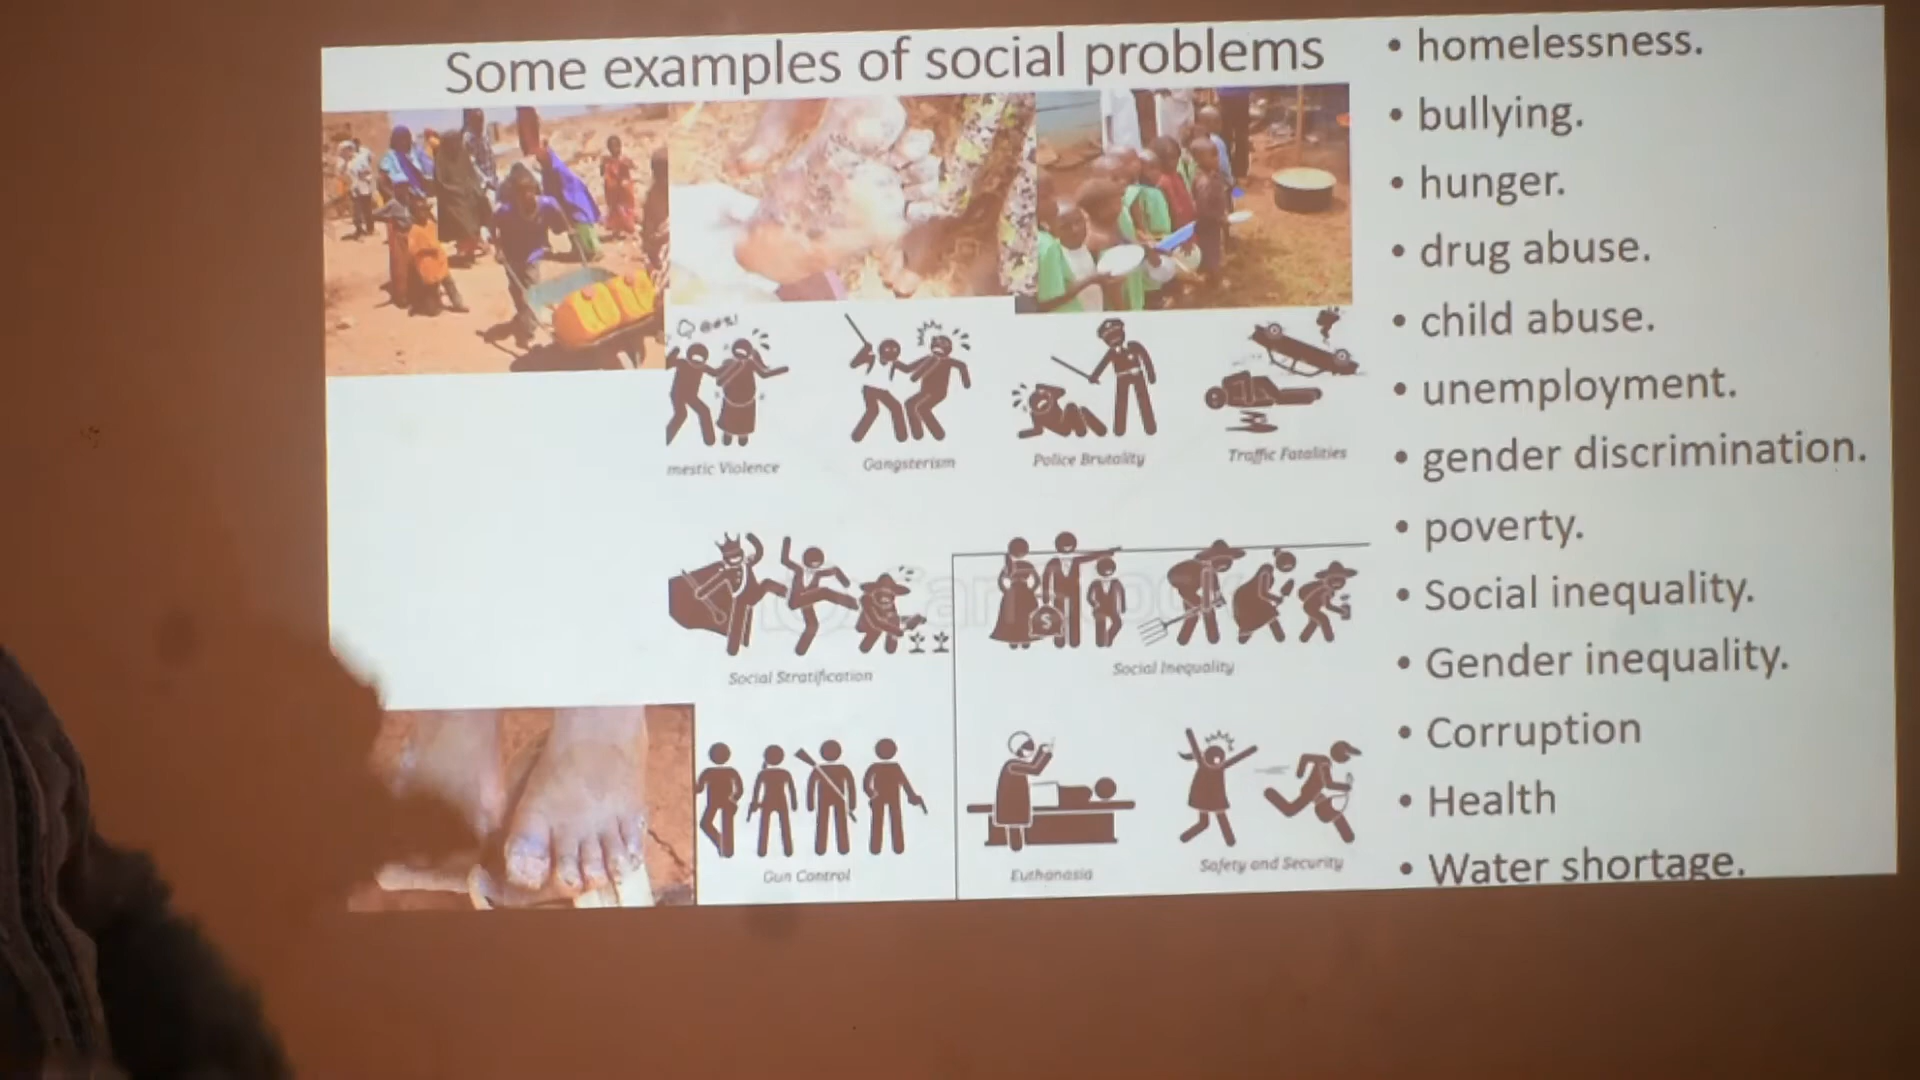 Some examples of social problems
• homelessness.
• bullying.
• hunger.
• drug abuse.
• child abuse.
• unemployment.
• gender discrimination.
• poverty.
• Social inequality.
• Gender inequality.
• Corruption
• Health
• Water shortage.
@#*!
mestic Violence
Gangsterism
Police Brutality
Traffic Fatalities
Social Stratification
$
Social Inequality
Gun Control
Euthanasia
Safety and Security